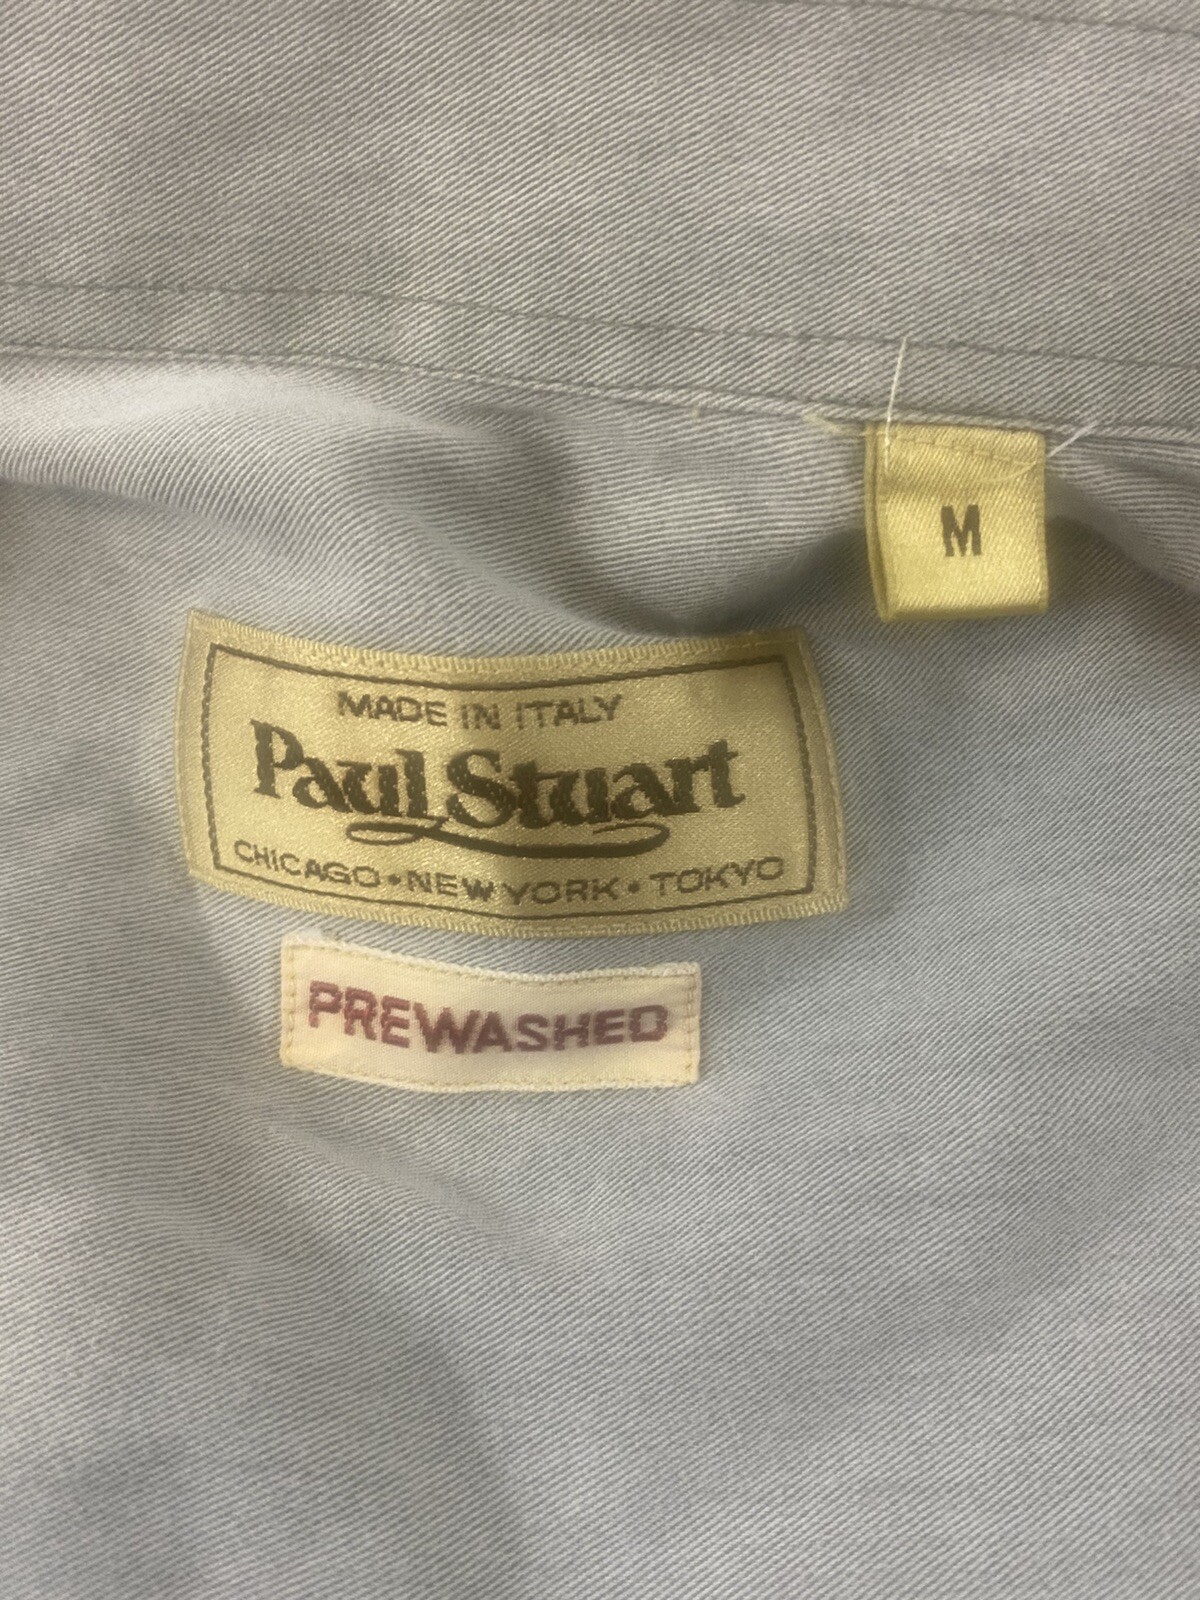 M
MADE IN ITALY
Paul Stuart
CHICAGO • NEW YORK • TOKYO
PREWASHED